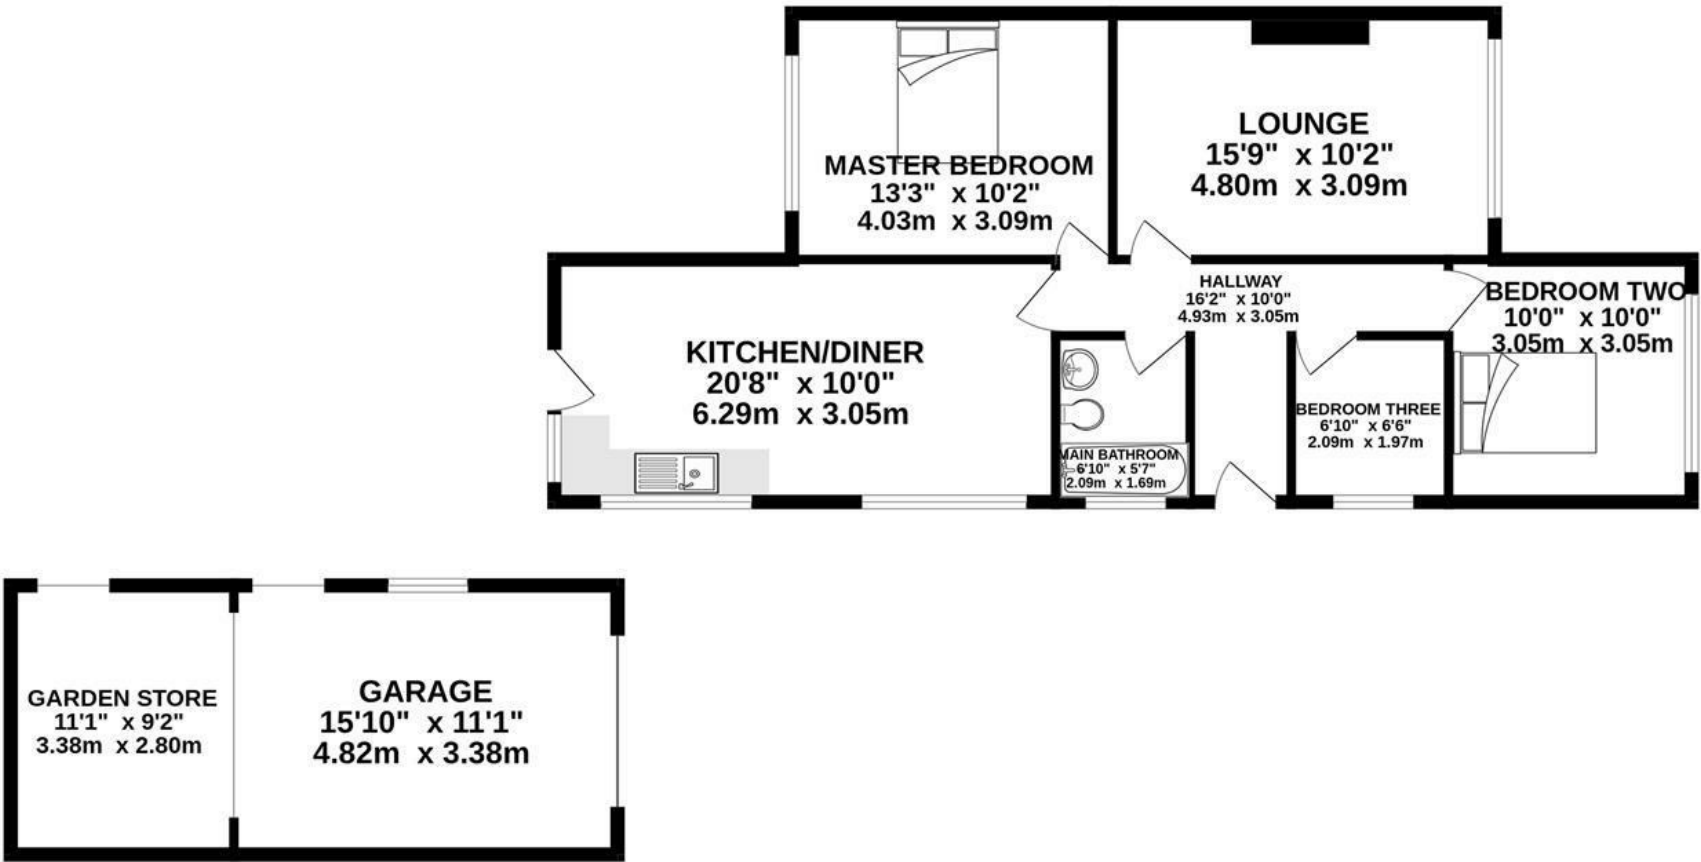 LOUNGE
15'9" x 10'2"
4.80m x 3.09m
MASTER BEDROOM
13'3" x 10'2"
4.03m x 3.09m
HALLWAY
16'2" x 10'0"
4.93m x 3.05m
BEDROOM TWO
10'0" x 10'0"
3.05m x 3.05m
KITCHEN/DINER
20'8" x 10'0"
6.29m x 3.05m
BEDROOM THREE
6'10" x 6'6"
2.09m x 1.97m
MAIN BATHROOM
6'10" x 5'7"
2.09m x 1.69m
GARDEN STORE
11'1" x 9'2"
3.38m x 2.80m
GARAGE
15'10" x 11'1"
4.82m x 3.38m